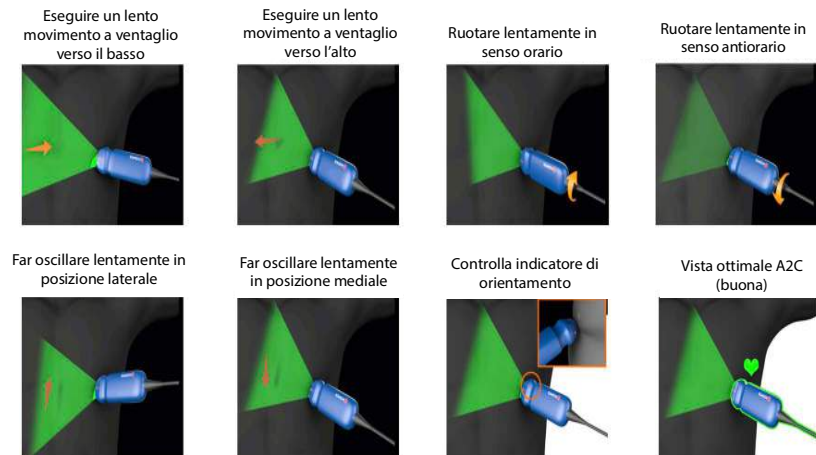 Eseguire un lento
movimento a ventaglio
verso il basso
Eseguire un lento
movimento a ventaglio
verso l'alto
Ruotare lentamente in
senso orario
Ruotare lentamente in
senso antiorario
Far oscillare lentamente in
posizione laterale
Far oscillare lentamente
in posizione mediale
Controlla indicatore di
orientamento
Vista ottimale A2C
(buona)